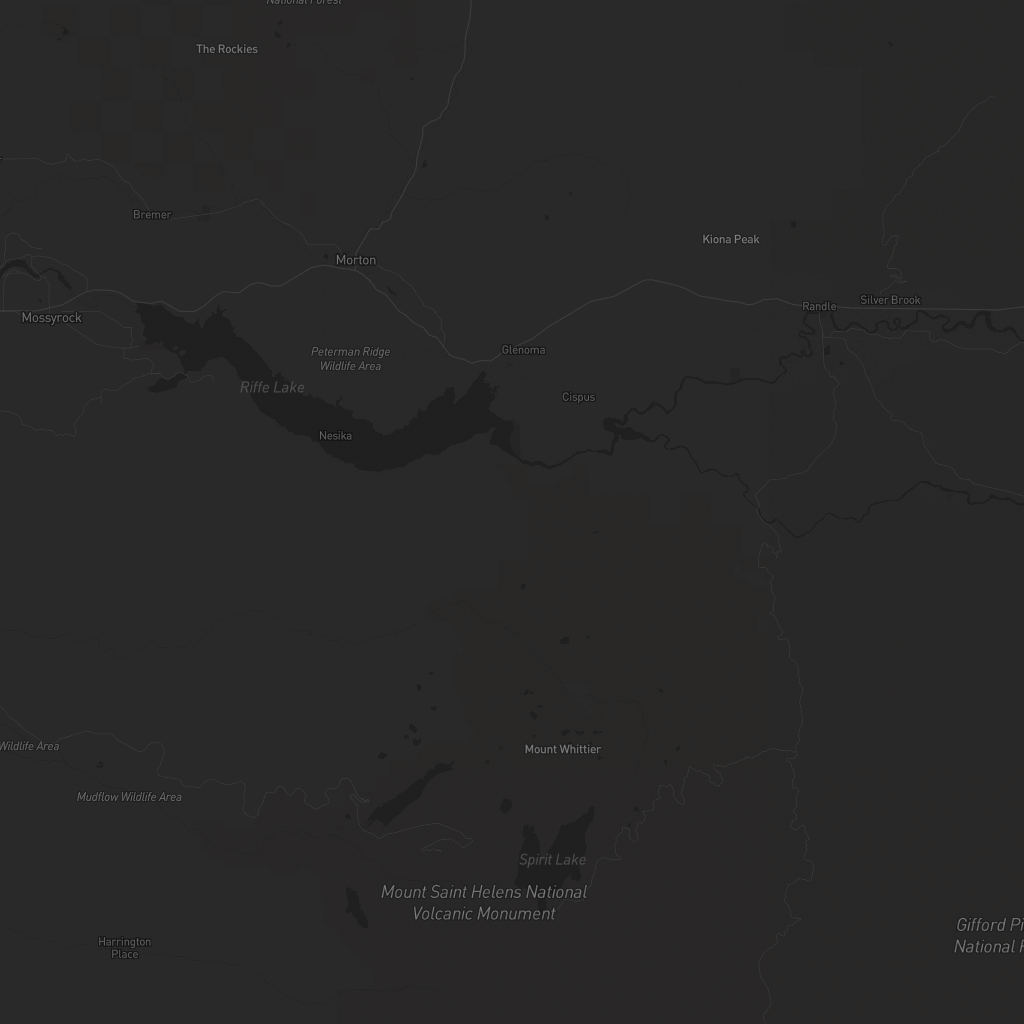 National Forest
The Rockies
Bremer
Kiona Peak
Morton
Silver Brook
Randle
Mossyrock
Glenoma
Peterman Ridge
Wildlife Area
Riffe Lake
Cispus
Nesika
Wildlife Area
Mount Whittier
Mudflow Wildlife Area
Spirit Lake
Mount Saint Helens National
Volcanic Monument
Gifford Pi
National F
Harrington
Place